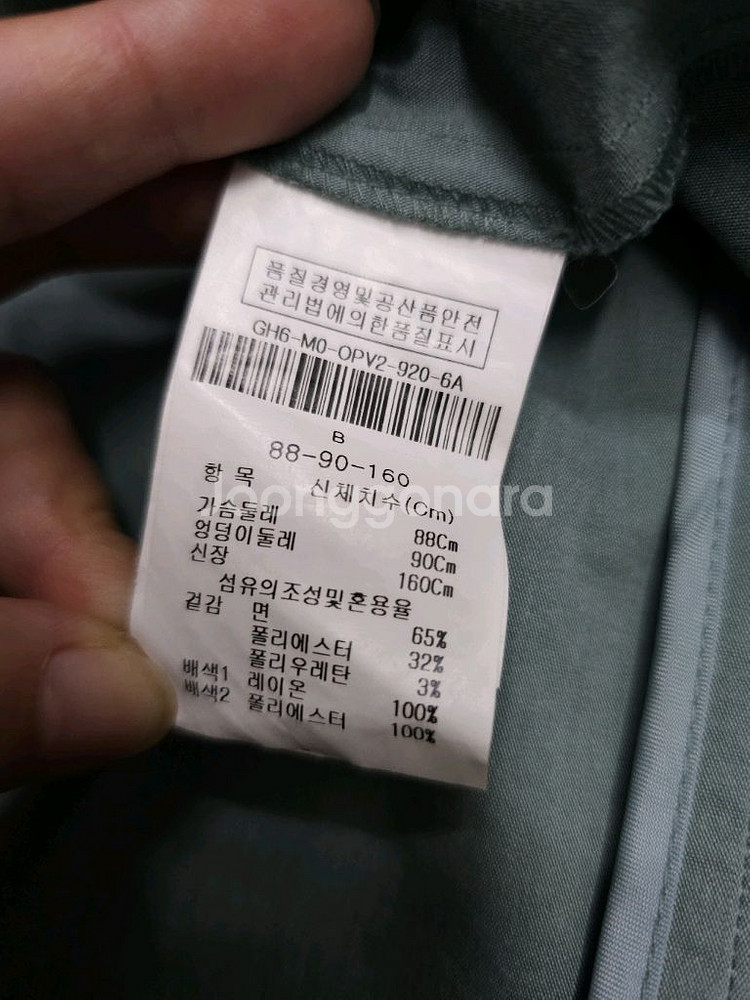 품질경영및공산품안전
관리법에의한품질표시
GH6-MO-OPV2-920-6A
B
88-90-160
항 목 신체치수(Cm)
가슴둘레 88Cm
엉덩이둘레 90Cm
신장 160Cm
섬유의조성및혼용율
겉감 면 65%
폴리에스터 32%
폴리우레탄 3%
배색1 레이온 100%
배색2 폴리에스터 100%
joonggonara